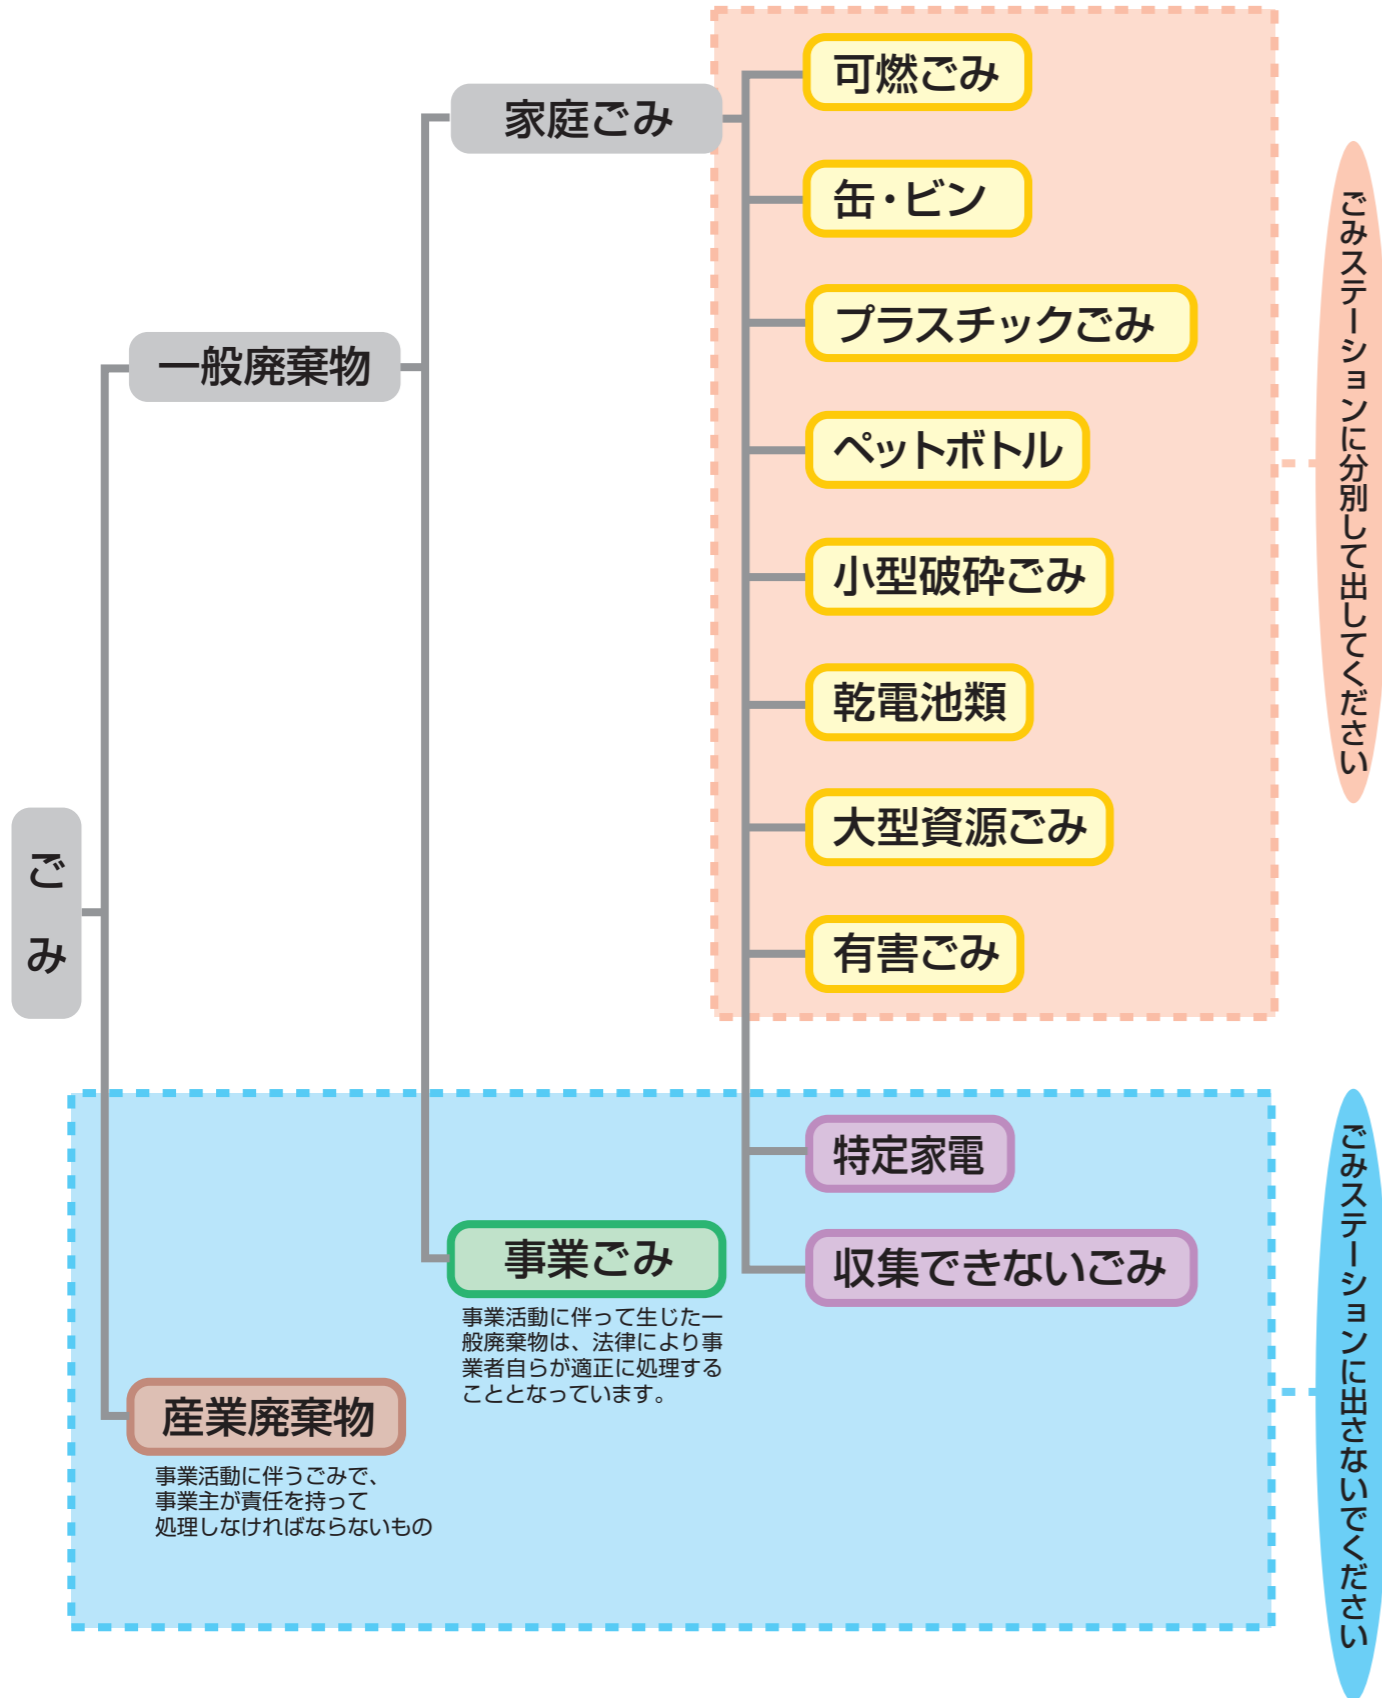 ごみ
一般廃棄物
家庭ごみ
可燃ごみ
缶・ビン
プラスチックごみ
ペットボトル
小型破砕ごみ
乾電池類
大型資源ごみ
有害ごみ
ごみステーションに分別して出してください
特定家電
収集できないごみ
事業ごみ
事業活動に伴って生じた一
般廃棄物は、法律により事
業者自らが適正に処理する
こととなっています。
産業廃棄物
事業活動に伴うごみで、
事業主が責任を持って
処理しなければならないもの
ごみステーションに出さないでください